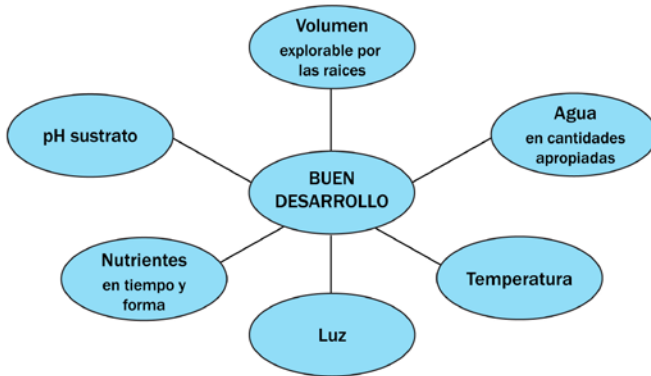 Volumen
explorable por
las raices
pH sustrato
Agua
en cantidades
apropiadas
BUEN
DESARROLLO
Nutrientes
en tiempo y
forma
Temperatura
Luz